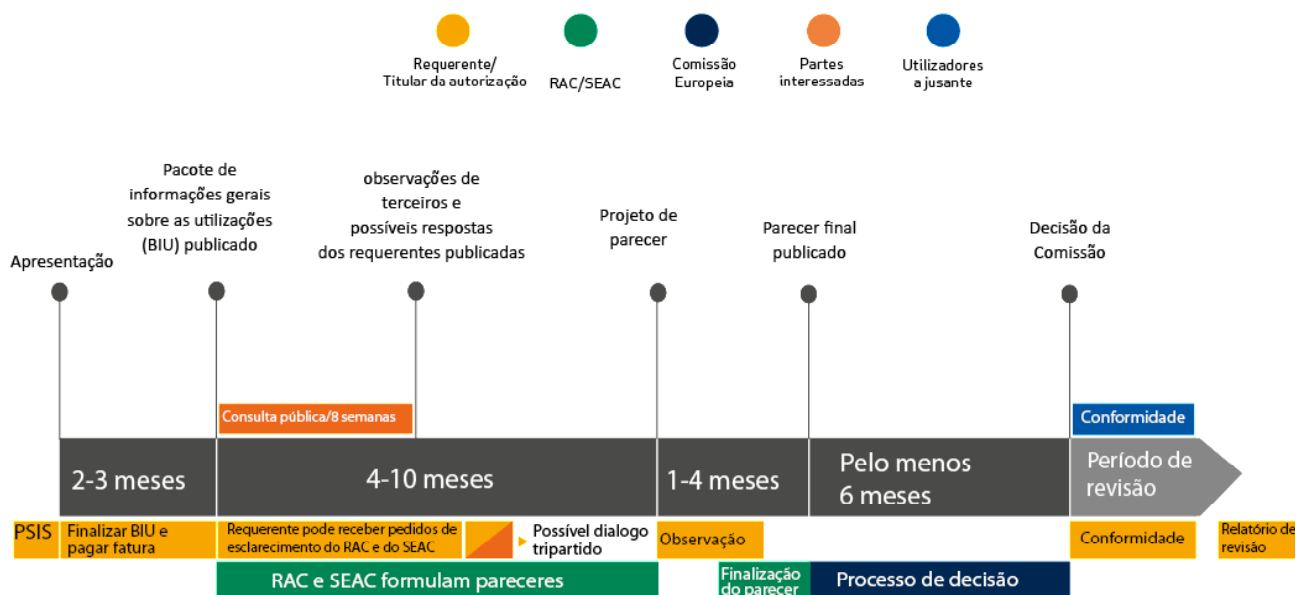 Requerente/
Titular da autorização
RAC/SEAC
Comissão
Europeia
Partes
interessadas
Utilizadores
a jusante
Apresentação
Pacote de
informações gerais
sobre as utilizações
(BIU) publicado
observações de
terceiros e
possíveis respostas
dos requerentes publicadas
Projeto de
parecer
Parecer final
publicado
Decisão da
Comissão
Consulta pública/8 semanas
Conformidade
2-3 meses
4-10 meses
1-4 meses
Pelo menos
6 meses
Período de
revisão
PSIS
Finalizar BIU e
pagar fatura
Requerente pode receber pedidos de
esclarecimento do RAC e do SEAC
Possível dialogo
tripartido
Observação
Conformidade
Relatório de
revisão
RAC e SEAC formulam pareceres
Finalização
do parecer
Processo de decisão